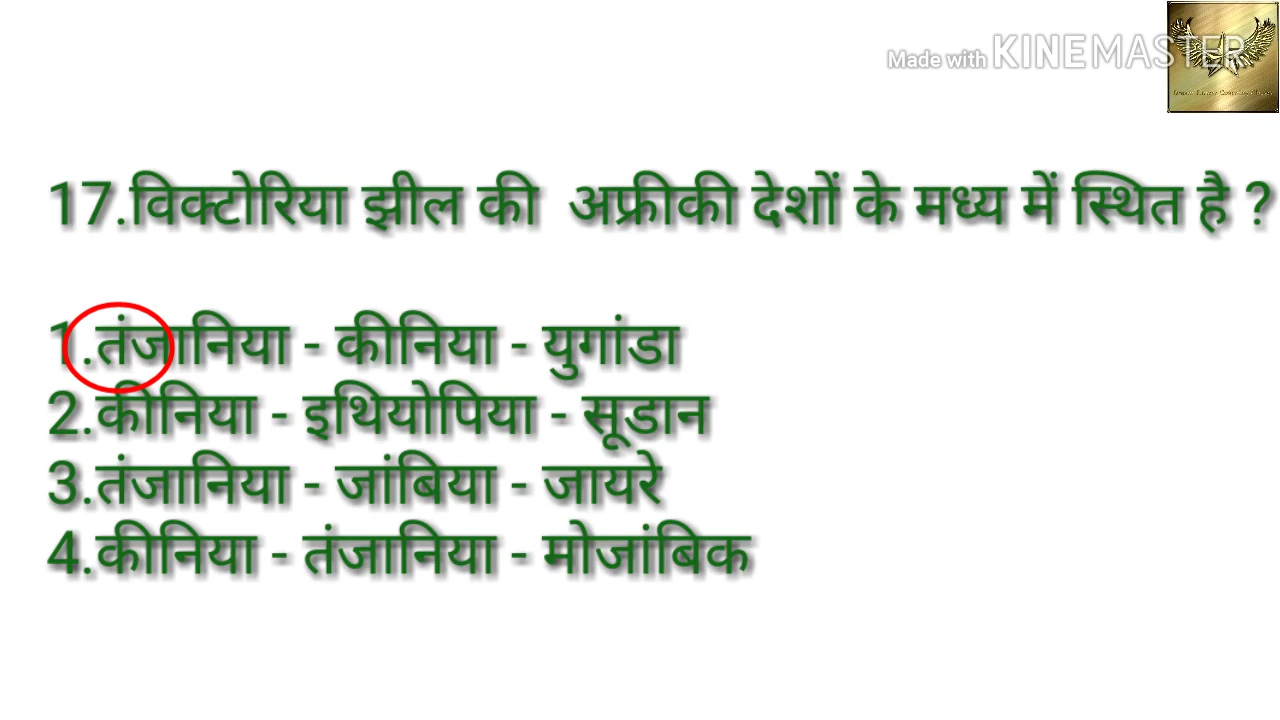 Made with KINEMASTER
17.विक्टोरिया झील की अफ्रीकी देशों के मध्य में स्थित है ?
1.तंजानिया - कीनिया - युगांडा
2.कीनिया - इथियोपिया - सूडान
3.तंजानिया - जांबिया - जायरे
4.कीनिया - तंजानिया - मोजांबिक